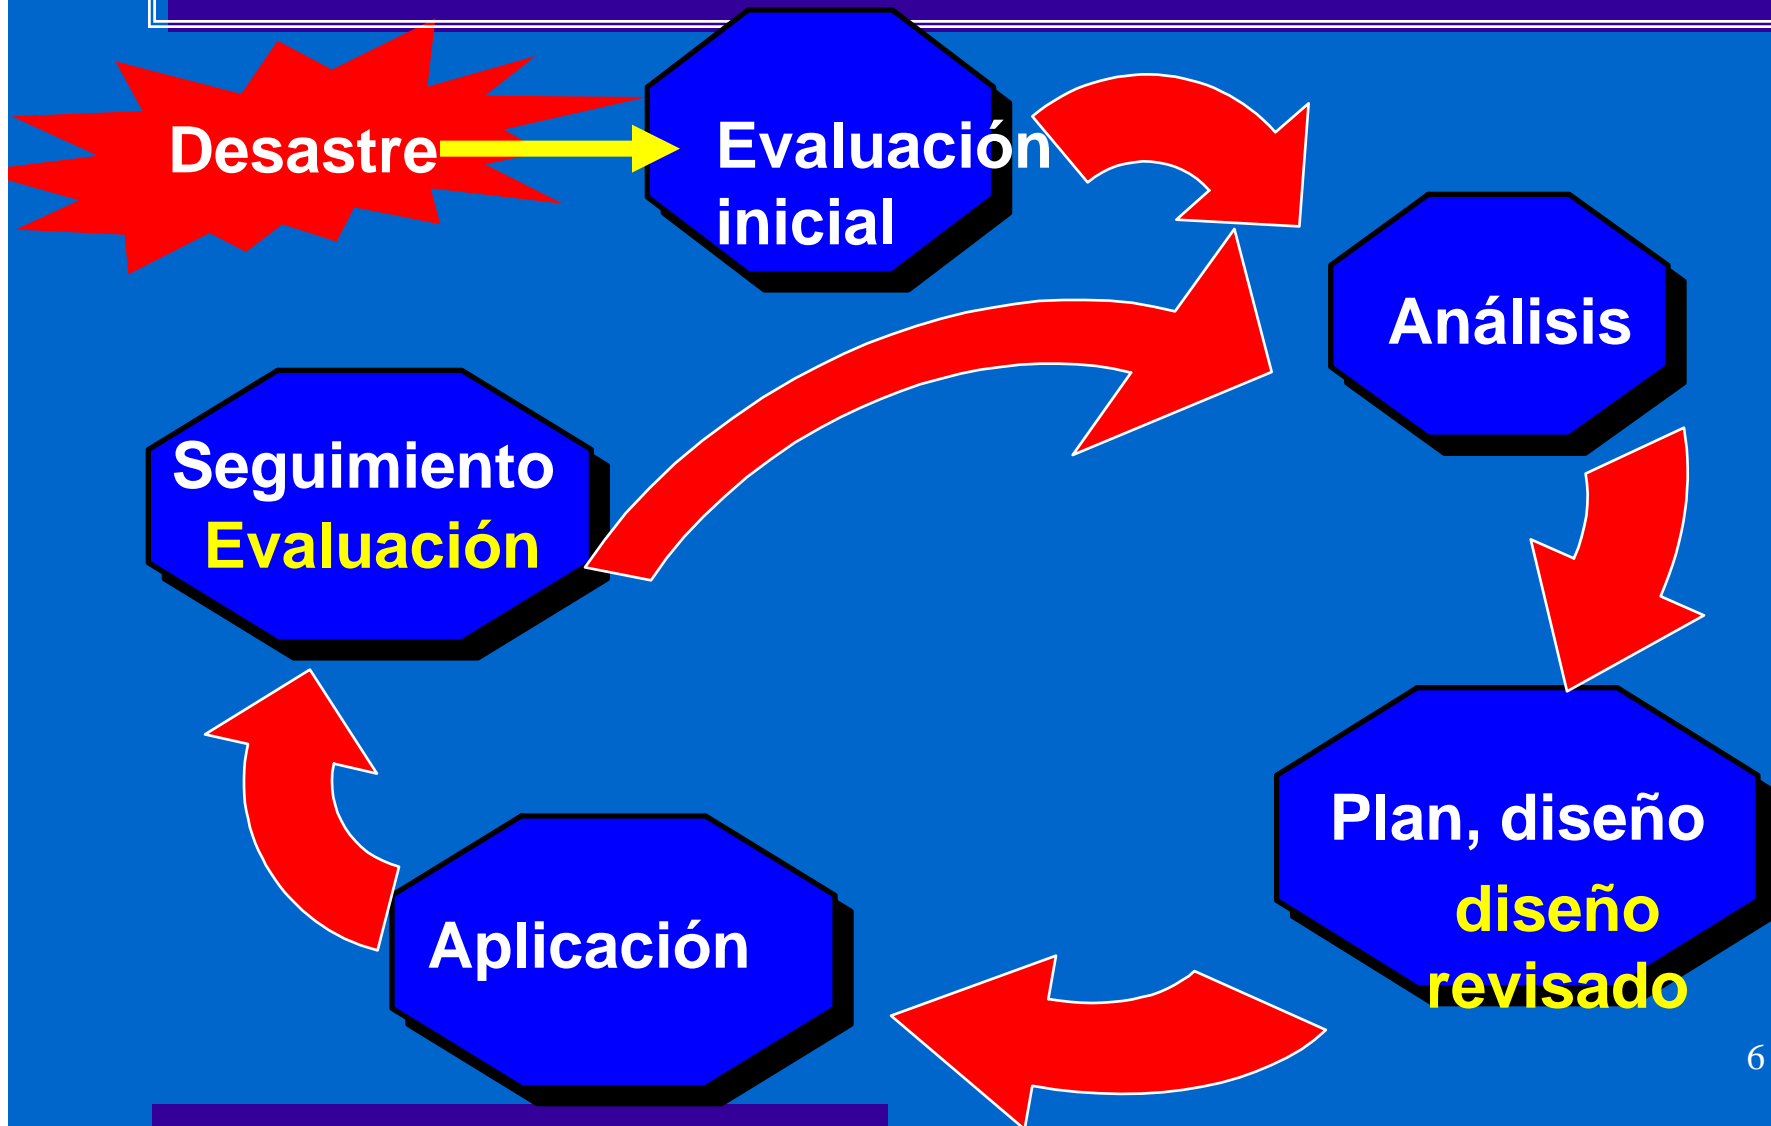 Desastre
Evaluación
inicial
Análisis
Seguimiento
Evaluación
Plan, diseño
diseño
revisado
Aplicación
6